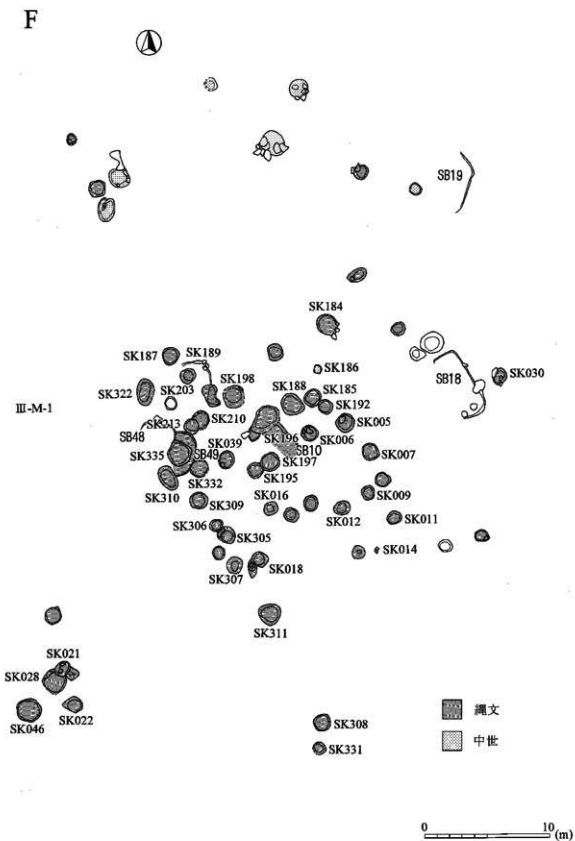 F
SB19
SK184
SK187
SK189
SK186
SB18
SK030
SK322
SK203
SK198
SK188
SK185
SK192
III-M-1
SK213
SK210
SK005
SB48
SK039
SK196
SK006
SB49
SB10
SK335
SK197
SK007
SK195
SK332
SK310
SK016
SK009
SK309
SK012
SK011
SK306
SK305
SK014
SK018
SK307
SK311
SK021
SK028
SK022
SK046
SK308
SK331
縄文
中世
0 10
(m)